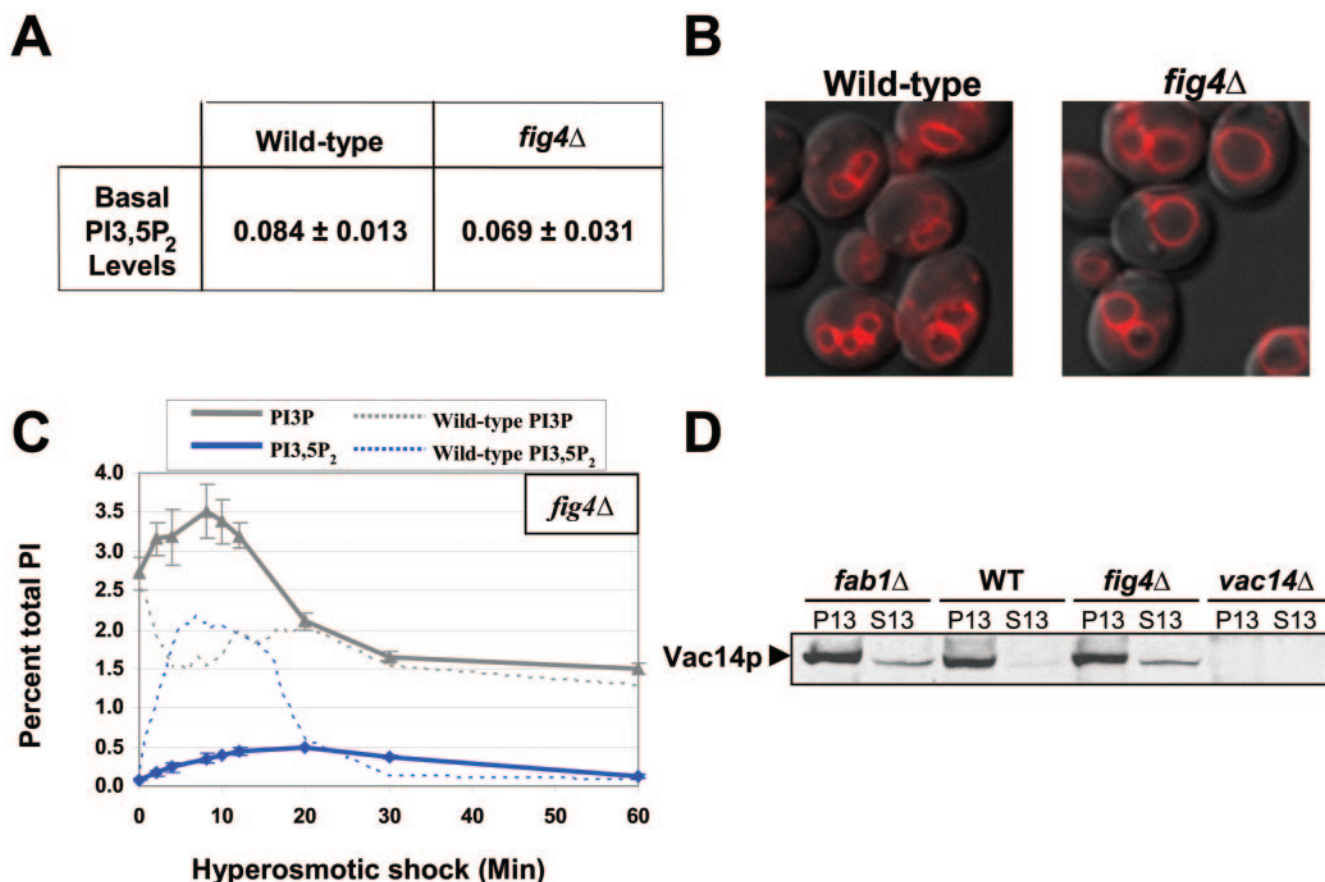 A
Wild-type fig4Δ
Basal
PI3,5P₂
Levels
0.084 ± 0.013 0.069 ± 0.031
B
Wild-type fig4Δ
C
PI3P Wild-type PI3P
PI3,5P₂ Wild-type PI3,5P₂
fig4Δ
Percent total PI
4.0
3.5
3.0
2.5
2.0
1.5
1.0
0.5
0.0
0 10 20 30 40 50 60
Hyperosmotic shock (Min)
D
fab1Δ WT fig4Δ vac14Δ
P13 S13 P13 S13 P13 S13 P13 S13
Vac14p